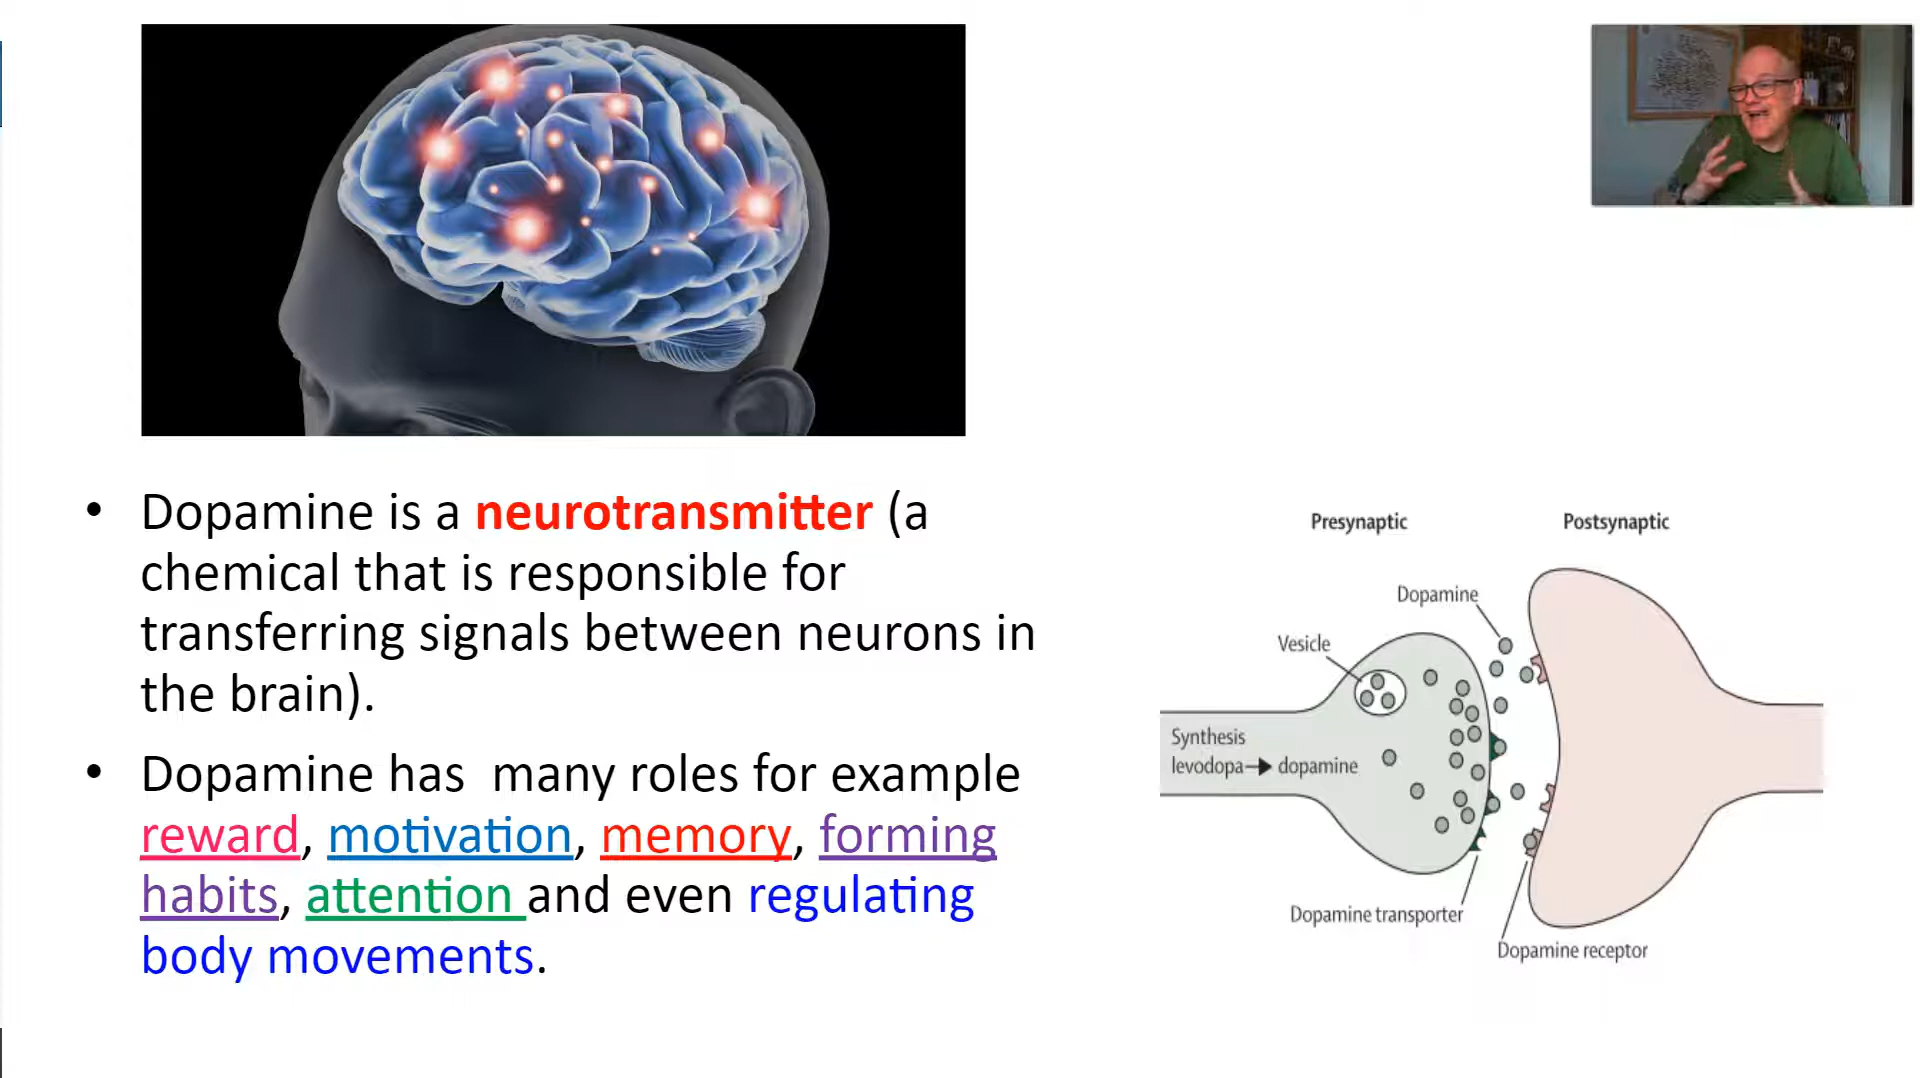 • Dopamine is a neurotransmitter (a
chemical that is responsible for
transferring signals between neurons in
the brain).
• Dopamine has  many roles for example
reward, motivation, memory, forming
habits, attention and even regulating
body movements.
Presynaptic
Postsynaptic
Dopamine
Vesicle
Synthesis
levodopa → dopamine
Dopamine transporter
Dopamine receptor